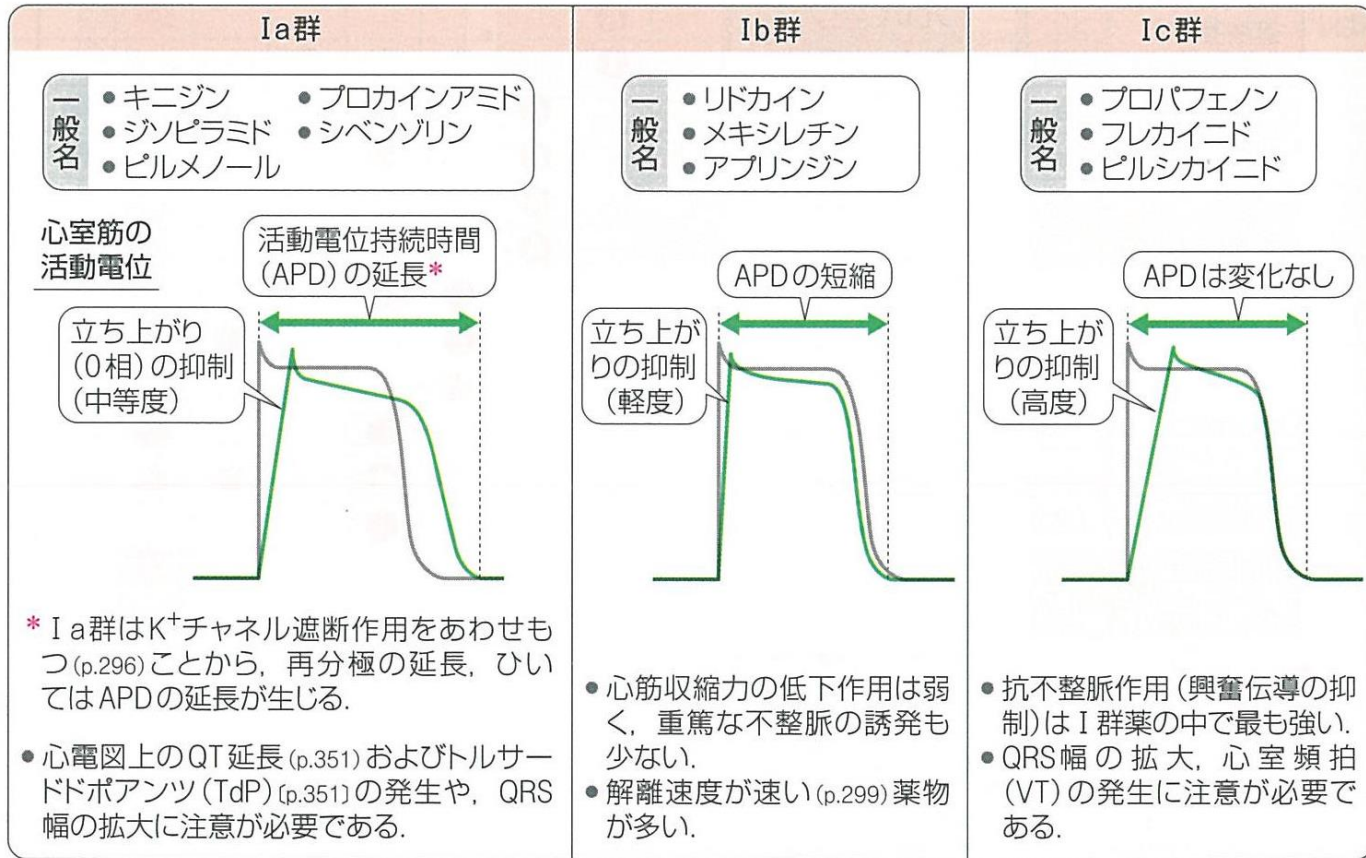 Ia群
一般名
• キニジン • プロカインアミド
• ジソピラミド • シベンゾリン
• ピルメノール
心室筋の
活動電位
活動電位持続時間
(APD)の延長*
立ち上がり
(0相)の抑制
(中等度)
* Ia群はK⁺チャネル遮断作用をあわせも
つ(p.296)ことから，再分極の延長，ひい
てはAPDの延長が生じる．
• 心電図上のQT延長(p.351)およびトルサー
ドドポアンツ(TdP)〔p.351〕の発生や，QRS
幅の拡大に注意が必要である．
Ib群
一般名
• リドカイン
• メキシレチン
• アプリンジン
APDの短縮
立ち上が
りの抑制
(軽度)
• 心筋収縮力の低下作用は弱
く，重篤な不整脈の誘発も
少ない．
• 解離速度が速い(p.299)薬物
が多い．
Ic群
一般名
• プロパフェノン
• フレカイニド
• ピルシカイニド
APDは変化なし
立ち上が
りの抑制
(高度)
• 抗不整脈作用(興奮伝導の抑
制)はI群薬の中で最も強い．
• QRS幅の拡大，心室頻拍
(VT)の発生に注意が必要で
ある．